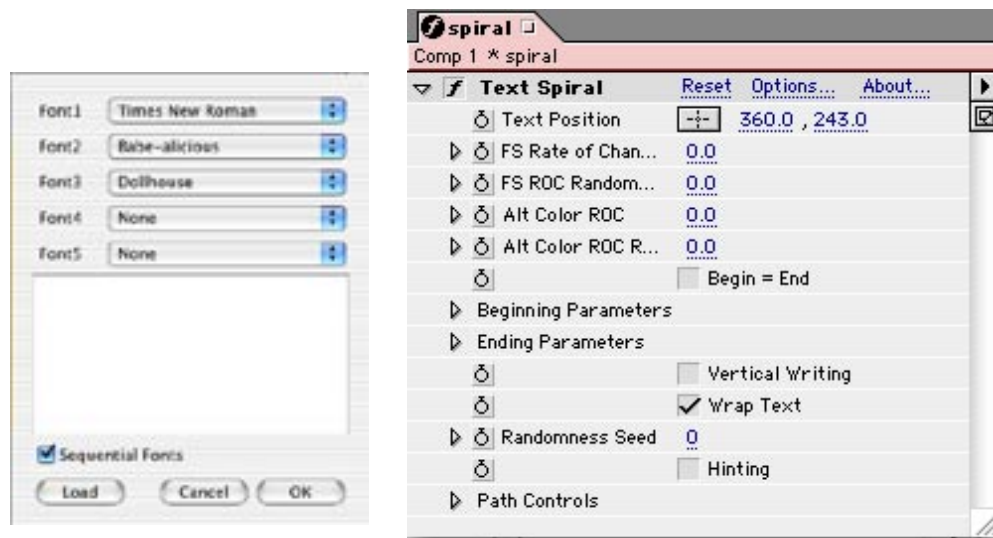 Font1 Times New Roman
Font2 Babe-alicious
Font3 Dollhouse
Font4 None
Font5 None
Sequential Fonts
Load Cancel OK
spiral
Comp 1 * spiral
Text Spiral Reset Options... About...
Text Position 360.0 , 243.0
FS Rate of Chan... 0.0
FS ROC Random... 0.0
Alt Color ROC 0.0
Alt Color ROC R... 0.0
Begin = End
Beginning Parameters
Ending Parameters
Vertical Writing
Wrap Text
Randomness Seed 0
Hinting
Path Controls